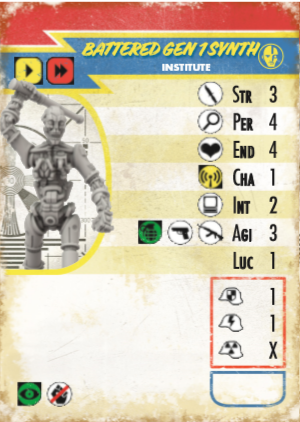 BATTERED GEN 1 SYNTH
INSTITUTE
STR 3
PER 4
END 4
CHA 1
INT 2
AGI 3
LUC 1
1
1
X